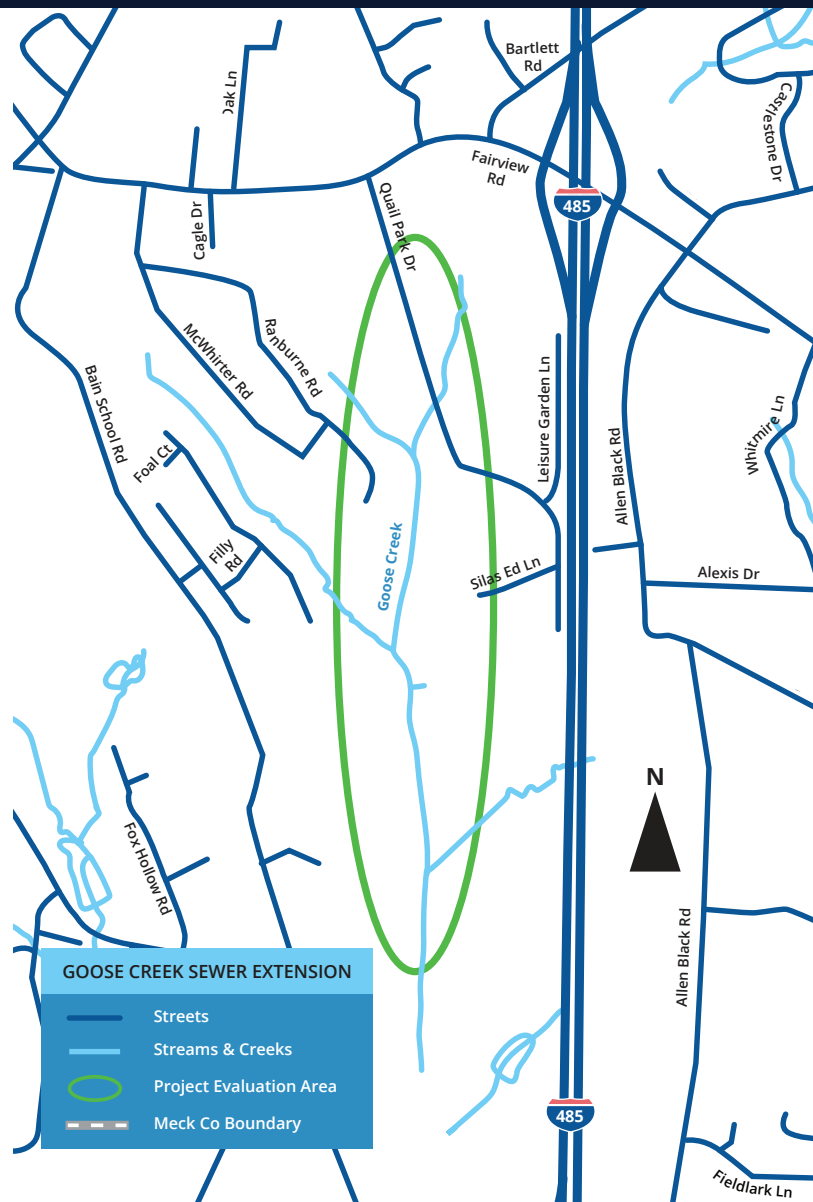 Bartlett
Rd
Oak Ln
Castlestone Dr
Fairview
Rd
485
Cagle Dr
Quail Park Dr
McWhirter Rd
Ranburne Rd
Leisure Garden Ln
Bain School Rd
Foal Ct
Allen Black Rd
Whitmire Ln
Filly
Rd
Goose Creek
Silas Ed Ln
Alexis Dr
N
Fox Hollow Rd
Allen Black Rd
GOOSE CREEK SEWER EXTENSION
Streets
Streams & Creeks
Project Evaluation Area
Meck Co Boundary
485
Fieldlark Ln